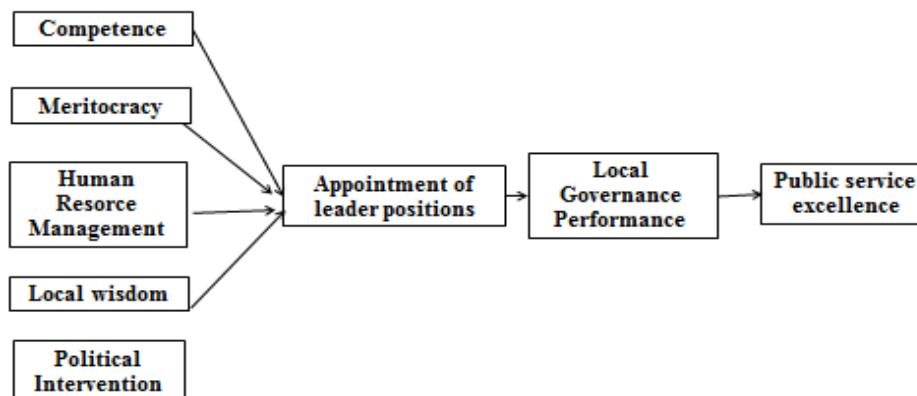 Competence
Meritocracy
Human
Resorce
Management
Local wisdom
Political
Intervention
Appointment of
leader positions
Local
Governance
Performance
Public service
excellence